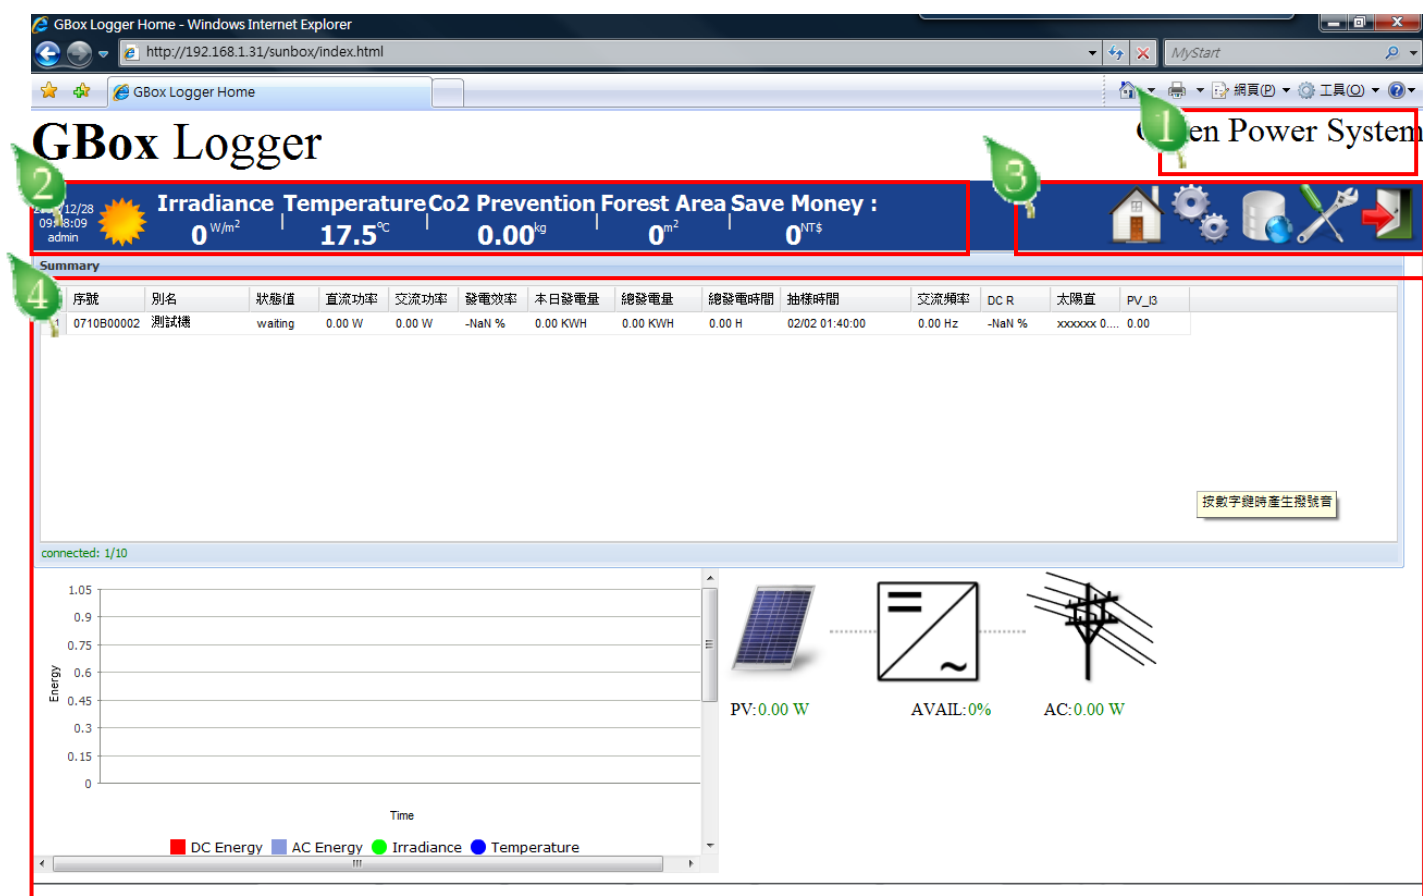 GBox Logger Home - Windows Internet Explorer
http://192.168.1.31/sunbox/index.html
MyStart
GBox Logger Home
網頁(P) 工具(O)
GBox Logger
Power System
1
2
3
4
Irradiance Temperature Co2 Prevention Forest Area Save Money :
12/28
admin
0 W/m² 17.5℃ 0.00kg 0m² 0NT$
Summary
序號 別名 狀態值 直流功率 交流功率 發電效率 本日發電量 總發電量 總發電時間 抽樣時間 交流頻率 DC R 太陽直 PV_I3
1 0710B00002 測試機 waiting 0.00 W 0.00 W -NaN % 0.00 KWH 0.00 KWH 0.00 H 02/02 01:40:00 0.00 Hz -NaN % xxxxxx 0.... 0.00
按數字鍵時產生撥號音
connected: 1/10
1.05
0.9
0.75
0.6
0.45
0.3
0.15
0
Energy
Time
DC Energy AC Energy Irradiance Temperature
PV:0.00 W AVAIL:0% AC:0.00 W